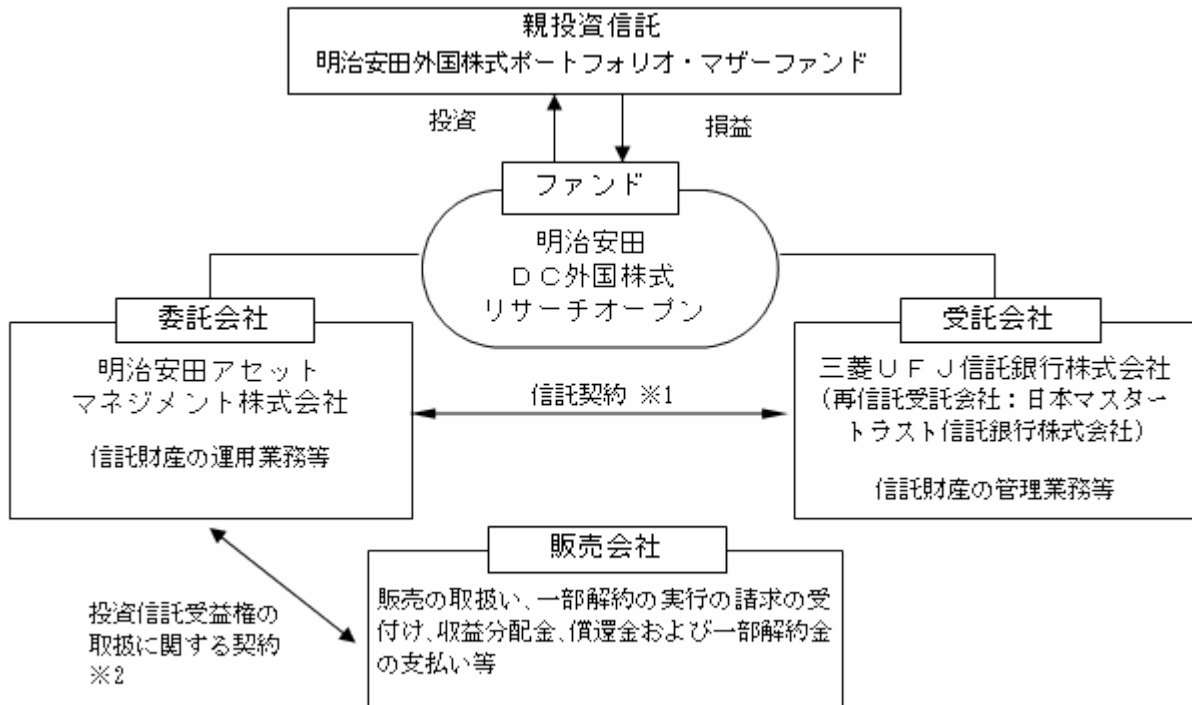 親投資信託
明治安田外国株式ポートフォリオ・マザーファンド
投資
損益
ファンド
明治安田
ＤＣ外国株式
リサーチオープン
委託会社
明治安田アセット
マネジメント株式会社
信託財産の運用業務等
信託契約 ※1
受託会社
三菱ＵＦＪ信託銀行株式会社
（再信託受託会社：日本マスター
トラスト信託銀行株式会社）
信託財産の管理業務等
投資信託受益権の
取扱に関する契約
※2
販売会社
販売の取扱い、一部解約の実行の請求の受
付け、収益分配金、償還金および一部解約金
の支払い等